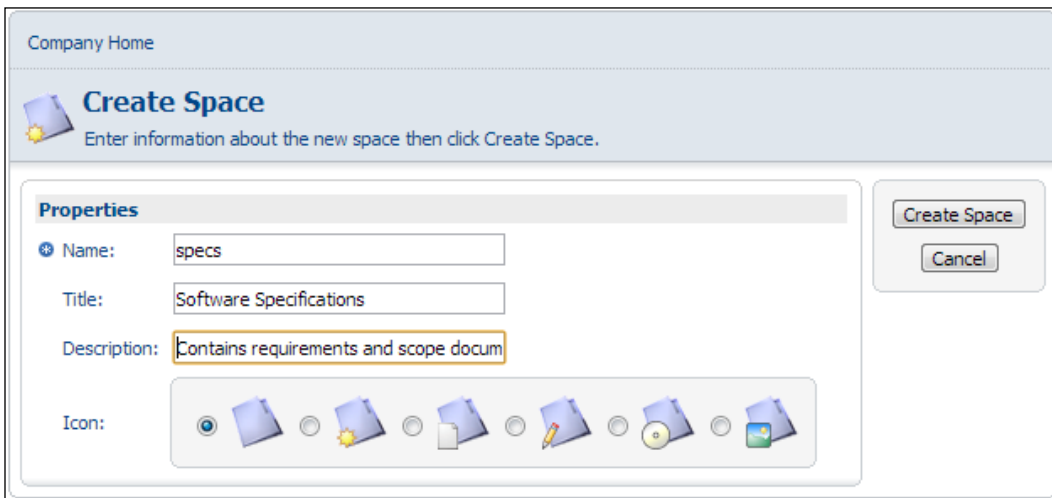 Company Home
Create Space
Enter information about the new space then click Create Space.
Properties
Create Space
Name: specs
Cancel
Title: Software Specifications
Description: Contains requirements and scope docum
Icon: